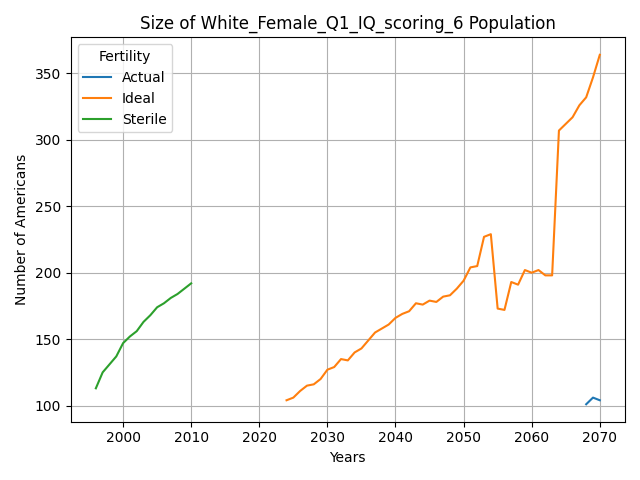 Size of White_Female_Q1_IQ_scoring_6 Population
Fertility
Actual
Ideal
Sterile
Number of Americans
350
300
250
200
150
100
2000 2010 2020 2030 2040 2050 2060 2070
Years